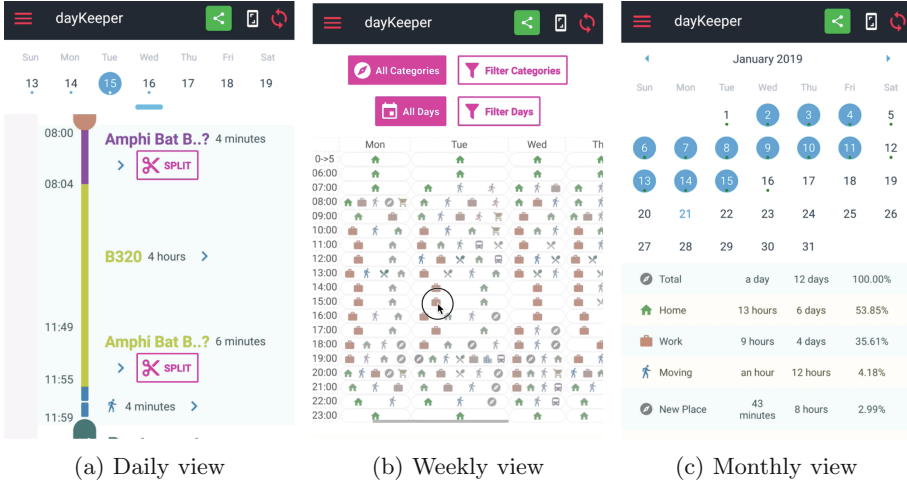 dayKeeper
Sun Mon Tue Wed Thu Fri Sat
13 14 15 16 17 18 19
08:00
Amphi Bat B..? 4 minutes
SPLIT
08:04
B320 4 hours
11:49
Amphi Bat B..? 6 minutes
SPLIT
11:55
4 minutes
11:59
(a) Daily view
dayKeeper
All Categories Filter Categories
All Days Filter Days
Mon Tue Wed Th
0->5
06:00
07:00
08:00
09:00
10:00
11:00
12:00
13:00
14:00
15:00
16:00
17:00
18:00
19:00
20:00
21:00
22:00
23:00
(b) Weekly view
dayKeeper
January 2019
Sun Mon Tue Wed Thu Fri Sat
1 2 3 4 5
6 7 8 9 10 11 12
13 14 15 16 17 18 19
20 21 22 23 24 25 26
27 28 29 30 31
Total a day 12 days 100.00%
Home 13 hours 6 days 53.85%
Work 9 hours 4 days 35.61%
Moving an hour 12 hours 4.18%
New Place 43 minutes 8 hours 2.99%
(c) Monthly view